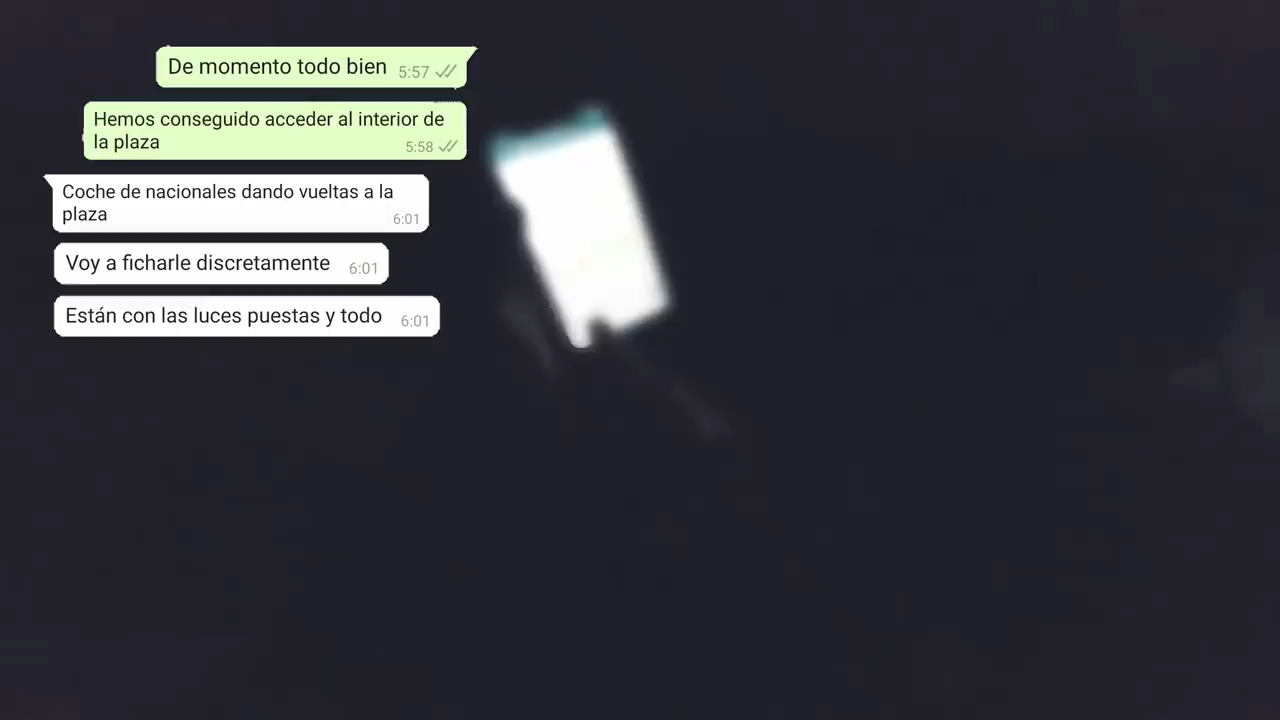 De momento todo bien 5:57
Hemos conseguido acceder al interior de
la plaza 5:58
Coche de nacionales dando vueltas a la
plaza 6:01
Voy a ficharle discretamente 6:01
Están con las luces puestas y todo 6:01